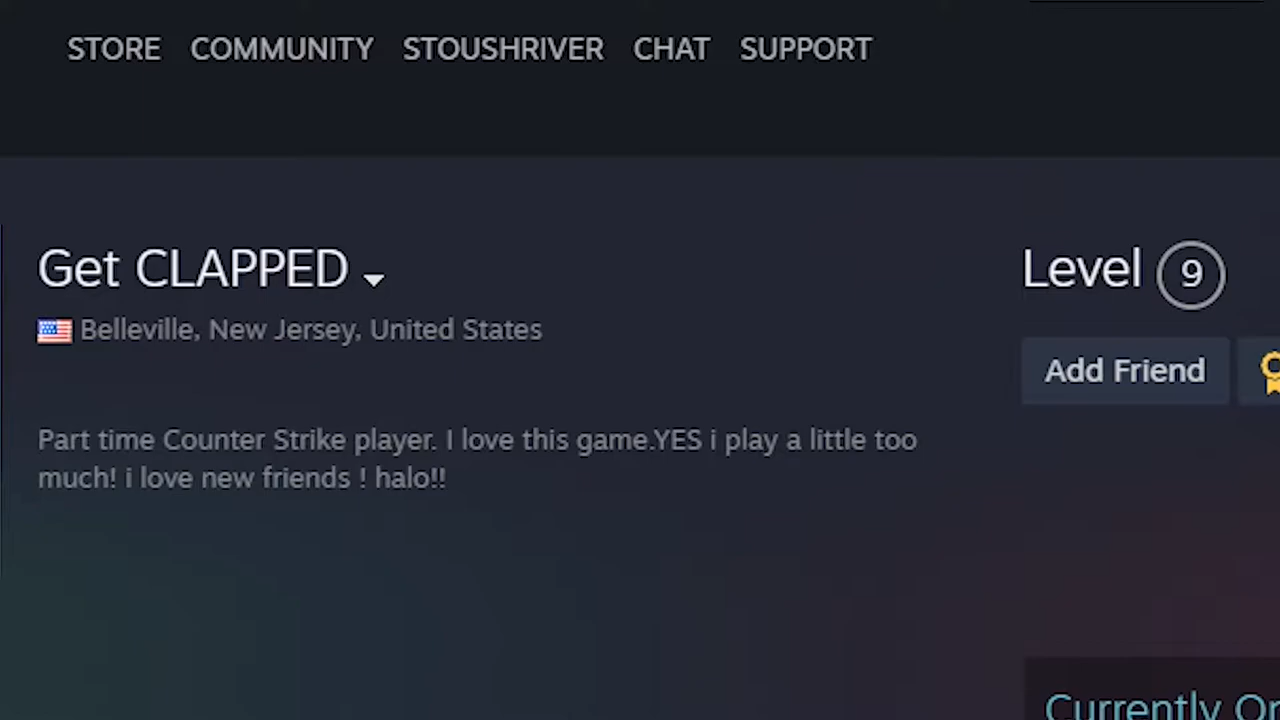 STORE COMMUNITY STOUSHRIVER CHAT SUPPORT
Get CLAPPED
Level 9
Belleville, New Jersey, United States
Add Friend
Part time Counter Strike player. I love this game.YES i play a little too
much! i love new friends ! halo!!
Currently